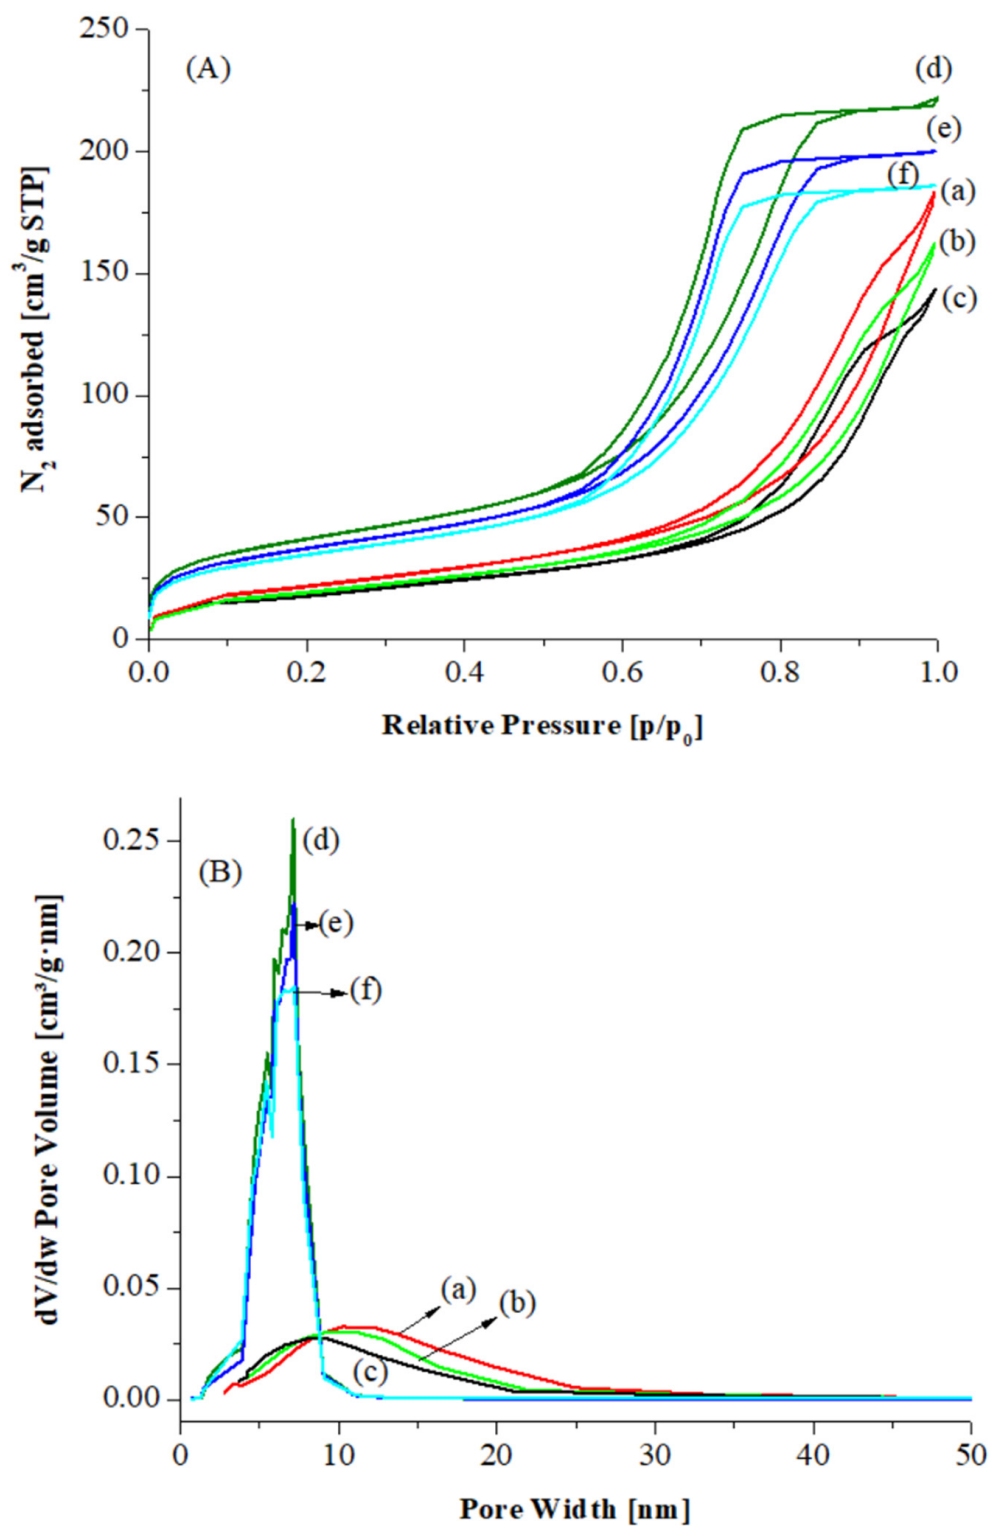 250
(A)
(d)
200
(e)
(f)
(a)
150
(b)
(c)
100
50
0
N₂ adsorbed [cm³/g STP]
0.0 0.2 0.4 0.6 0.8 1.0
Relative Pressure [p/p₀]
0.25
(d)
(B)
(e)
0.20
(f)
0.15
0.10
0.05
(a)
(b)
(c)
0.00
dV/dw Pore Volume [cm³/g·nm]
0 10 20 30 40 50
Pore Width [nm]